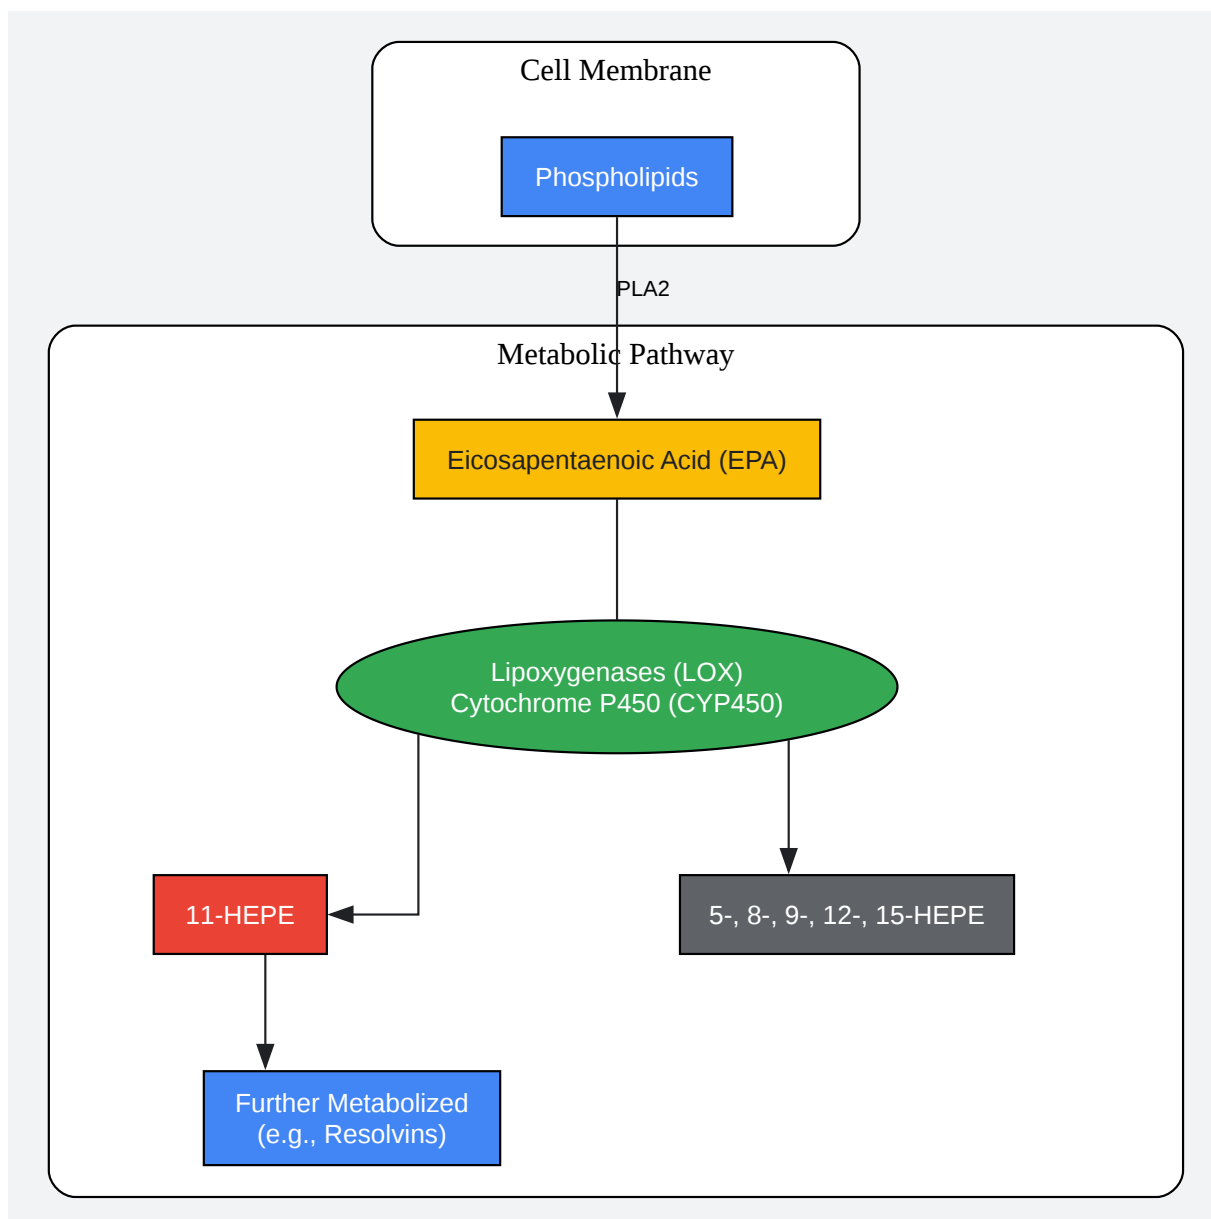 Cell Membrane
Phospholipids
PLA2
Metabolic Pathway
Eicosapentaenoic Acid (EPA)
Lipoxygenases (LOX)
Cytochrome P450 (CYP450)
11-HEPE
5-, 8-, 9-, 12-, 15-HEPE
Further Metabolized
(e.g., Resolvins)